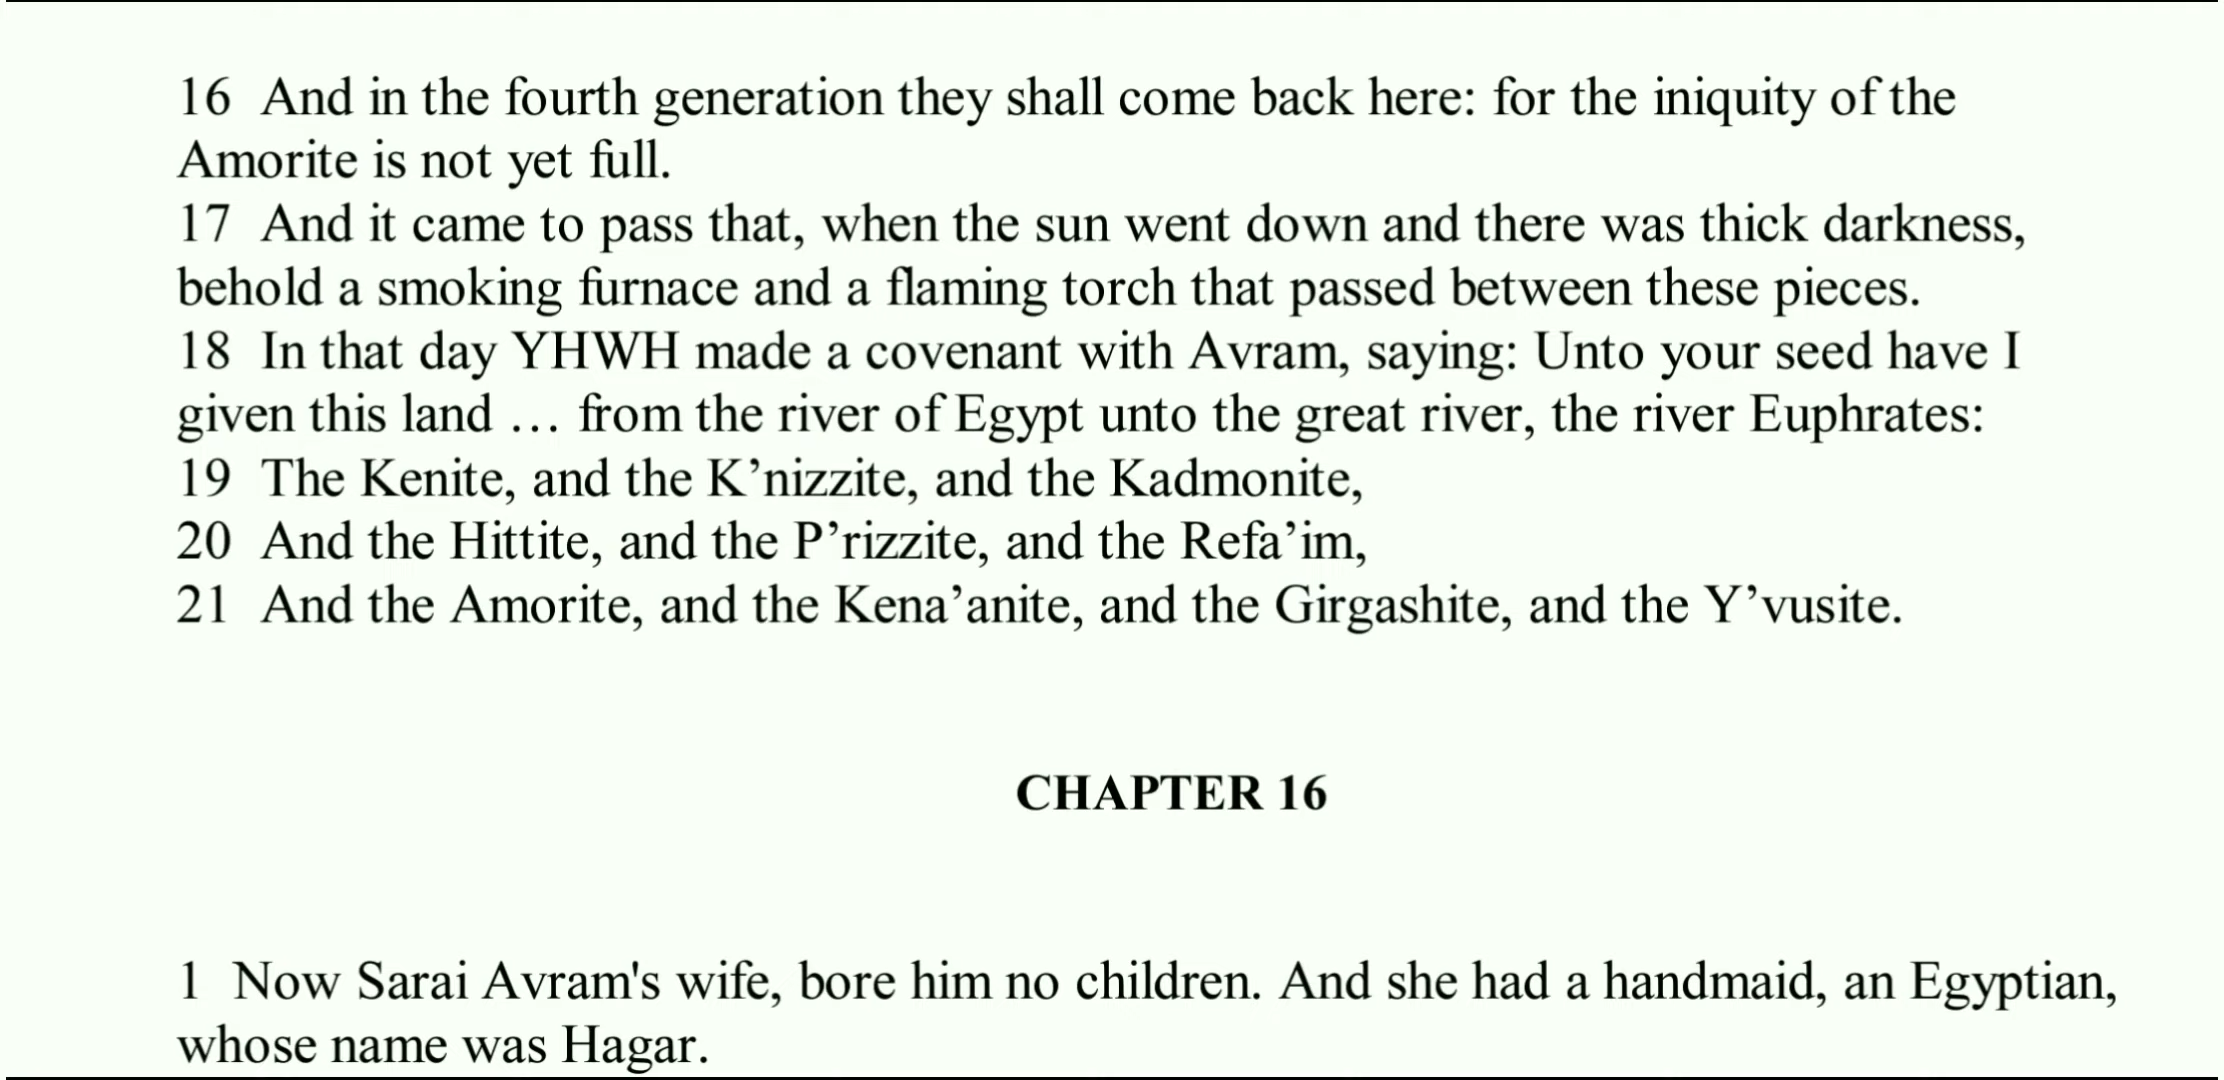 16 And in the fourth generation they shall come back here: for the iniquity of the
Amorite is not yet full.
17 And it came to pass that, when the sun went down and there was thick darkness,
behold a smoking furnace and a flaming torch that passed between these pieces.
18 In that day YHWH made a covenant with Avram, saying: Unto your seed have I
given this land … from the river of Egypt unto the great river, the river Euphrates:
19 The Kenite, and the K’nizzite, and the Kadmonite,
20 And the Hittite, and the P’rizzite, and the Refa’im,
21 And the Amorite, and the Kena’anite, and the Girgashite, and the Y’vusite.
CHAPTER 16
1 Now Sarai Avram's wife, bore him no children. And she had a handmaid, an Egyptian,
whose name was Hagar.